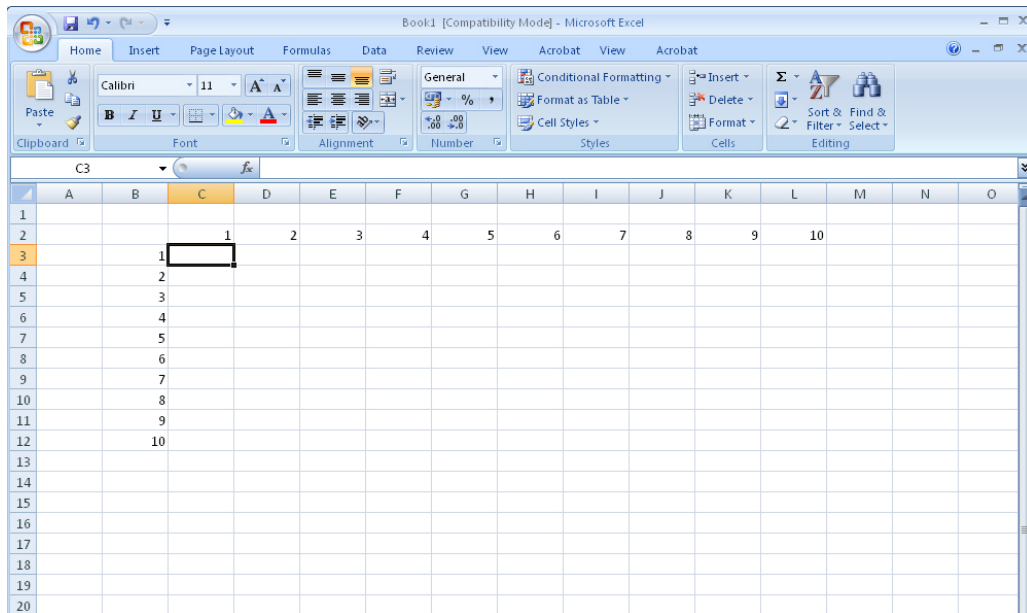 Book1 [Compatibility Mode] - Microsoft Excel
Home Insert Page Layout Formulas Data Review View Acrobat View Acrobat
Calibri 11 A A General Conditional Formatting Insert Σ
Paste B I U A $ % , Format as Table Delete Sort & Find &
.00 .00 Cell Styles Format Filter Select
Clipboard Font Alignment Number Styles Cells Editing
C3 fx
A B C D E F G H I J K L M N O
1
2 1 2 3 4 5 6 7 8 9 10
3 1
4 2
5 3
6 4
7 5
8 6
9 7
10 8
11 9
12 10
13
14
15
16
17
18
19
20